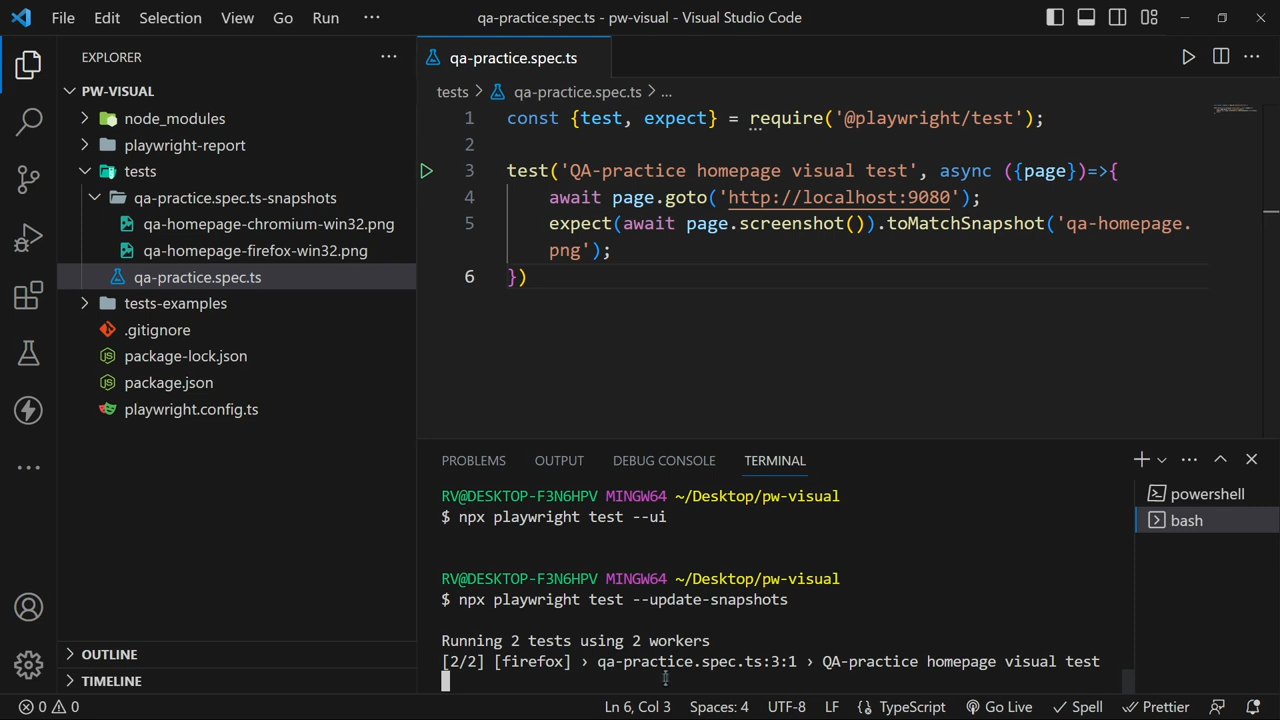 File Edit Selection View Go Run ···
qa-practice.spec.ts - pw-visual - Visual Studio Code
EXPLORER
PW-VISUAL
node_modules
playwright-report
tests
qa-practice.spec.ts-snapshots
qa-homepage-chromium-win32.png
qa-homepage-firefox-win32.png
qa-practice.spec.ts
tests-examples
.gitignore
package-lock.json
package.json
playwright.config.ts
OUTLINE
TIMELINE
qa-practice.spec.ts
tests > qa-practice.spec.ts > ...
1 const {test, expect} = require('@playwright/test');
2
3 test('QA-practice homepage visual test', async ({page})=>{
4 await page.goto('http://localhost:9080');
5 expect(await page.screenshot()).toMatchSnapshot('qa-homepage.
png');
6 })
PROBLEMS OUTPUT DEBUG CONSOLE TERMINAL
RV@DESKTOP-F3N6HPV MINGW64 ~/Desktop/pw-visual
$ npx playwright test --ui
RV@DESKTOP-F3N6HPV MINGW64 ~/Desktop/pw-visual
$ npx playwright test --update-snapshots
Running 2 tests using 2 workers
[2/2] [firefox] › qa-practice.spec.ts:3:1 › QA-practice homepage visual test
powershell
bash
0 0
Ln 6, Col 3 Spaces: 4 UTF-8 LF TypeScript Go Live Spell Prettier